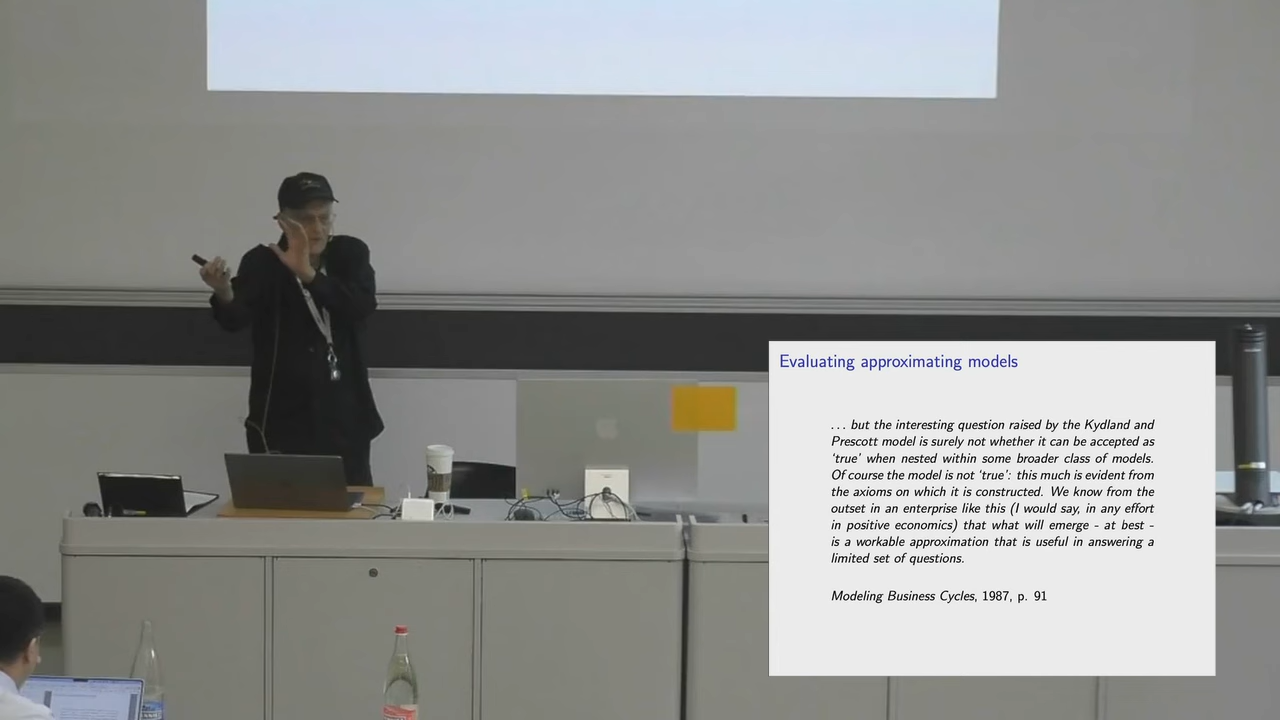 Evaluating approximating models
. . . but the interesting question raised by the Kydland and
Prescott model is surely not whether it can be accepted as
‘true’ when nested within some broader class of models.
Of course the model is not ‘true’: this much is evident from
the axioms on which it is constructed. We know from the
outset in an enterprise like this (I would say, in any effort
in positive economics) that what will emerge - at best -
is a workable approximation that is useful in answering a
limited set of questions.
Modeling Business Cycles, 1987, p. 91